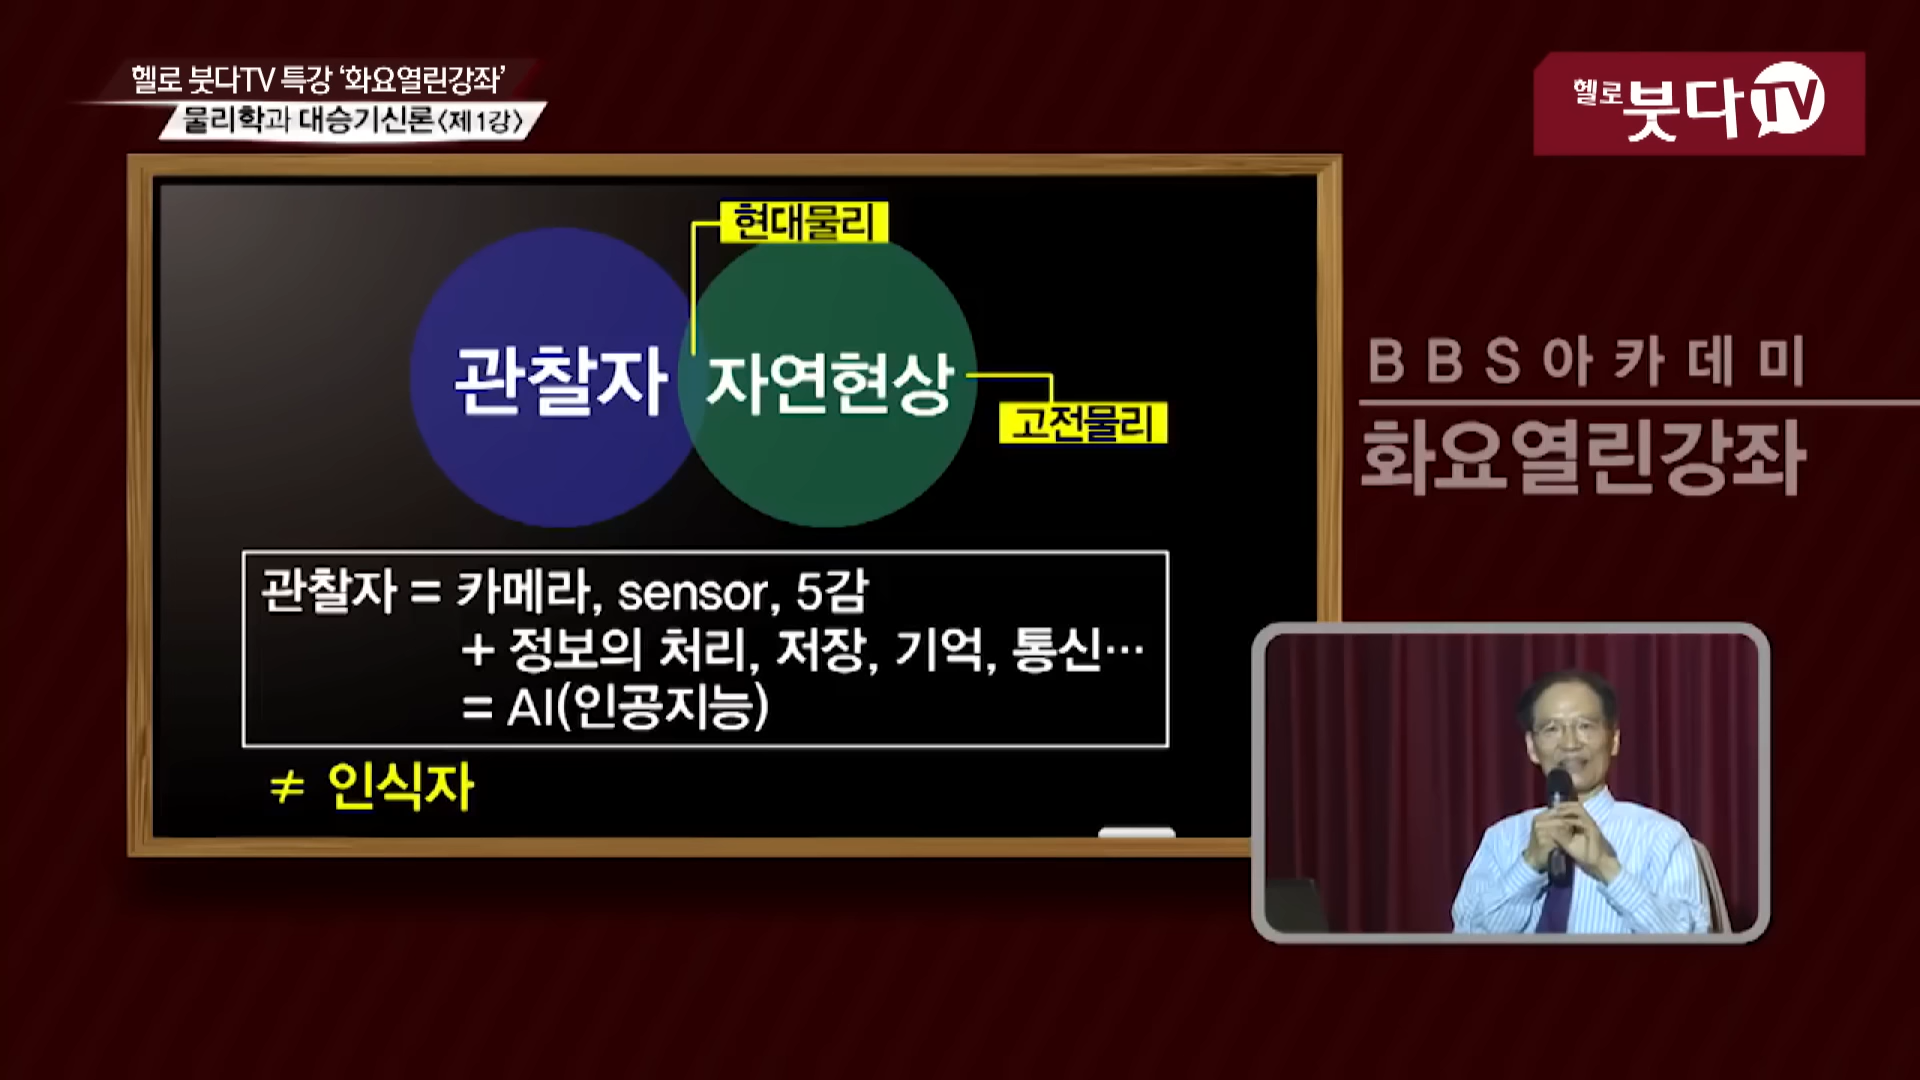 헬로 붓다TV 특강 ‘화요열린강좌’
물리학과 대승기신론<제1강>
헬로붓다TV
현대물리
관찰자
자연현상
고전물리
BBS아카데미
화요열린강좌
관찰자 = 카메라, sensor, 5감
+ 정보의 처리, 저장, 기억, 통신…
= AI(인공지능)
≠ 인식자